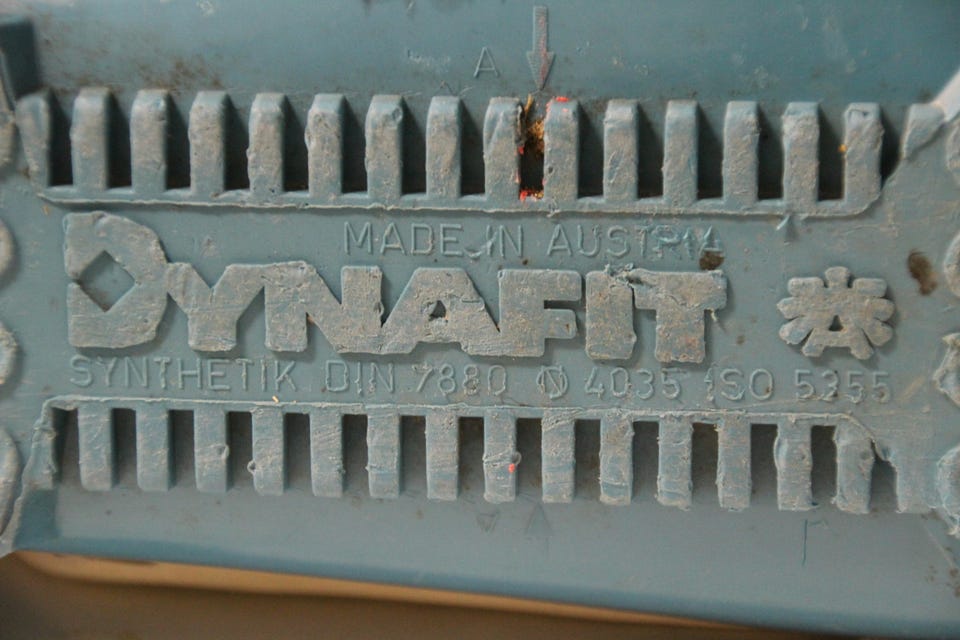 A
MADE IN AUSTRIA
DYNAFIT
SYNTHETIK DIN 7880 Ⓝ 4035 ISO 5355